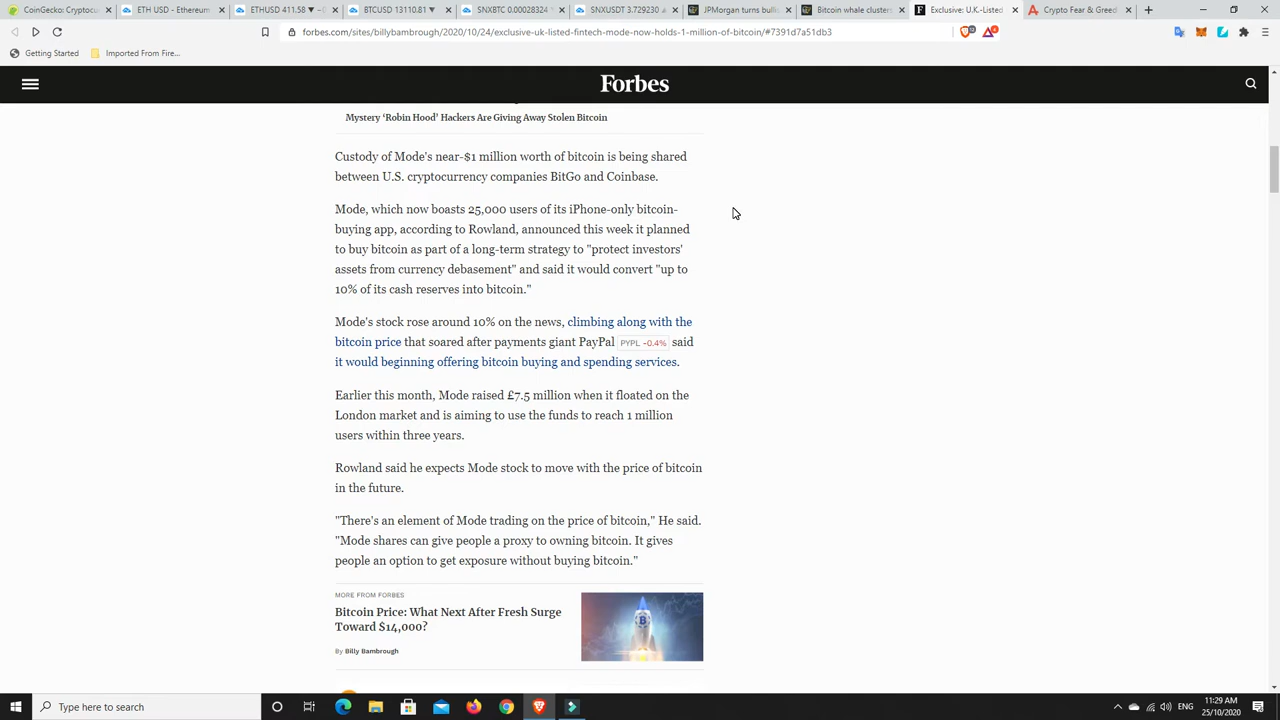 CoinGecko: Cryptoc
ETH USD - Ethereum
ETHUSD 411.58 ▼
BTCUSD 13110.81 ▼
SNXBTC 0.00028324
SNXUSDT 3.729230
JPMorgan turns bulli
Bitcoin whale clusters
Exclusive: U.K.-Listed
Crypto Fear & Greed
forbes.com/sites/billybambrough/2020/10/24/exclusive-uk-listed-fintech-mode-now-holds-1-million-of-bitcoin/#7391d7a51db3
Getting Started
Imported From Fire...
Forbes
Mystery ‘Robin Hood’ Hackers Are Giving Away Stolen Bitcoin
Custody of Mode's near-$1 million worth of bitcoin is being shared
between U.S. cryptocurrency companies BitGo and Coinbase.
Mode, which now boasts 25,000 users of its iPhone-only bitcoin-
buying app, according to Rowland, announced this week it planned
to buy bitcoin as part of a long-term strategy to "protect investors'
assets from currency debasement" and said it would convert "up to
10% of its cash reserves into bitcoin."
Mode's stock rose around 10% on the news, climbing along with the
bitcoin price that soared after payments giant PayPal PYPL -0.4% said
it would beginning offering bitcoin buying and spending services.
Earlier this month, Mode raised £7.5 million when it floated on the
London market and is aiming to use the funds to reach 1 million
users within three years.
Rowland said he expects Mode stock to move with the price of bitcoin
in the future.
"There's an element of Mode trading on the price of bitcoin," He said.
"Mode shares can give people a proxy to owning bitcoin. It gives
people an option to get exposure without buying bitcoin."
MORE FROM FORBES
Bitcoin Price: What Next After Fresh Surge
Toward $14,000?
By Billy Bambrough
Type here to search
ENG
11:29 AM
25/10/2020